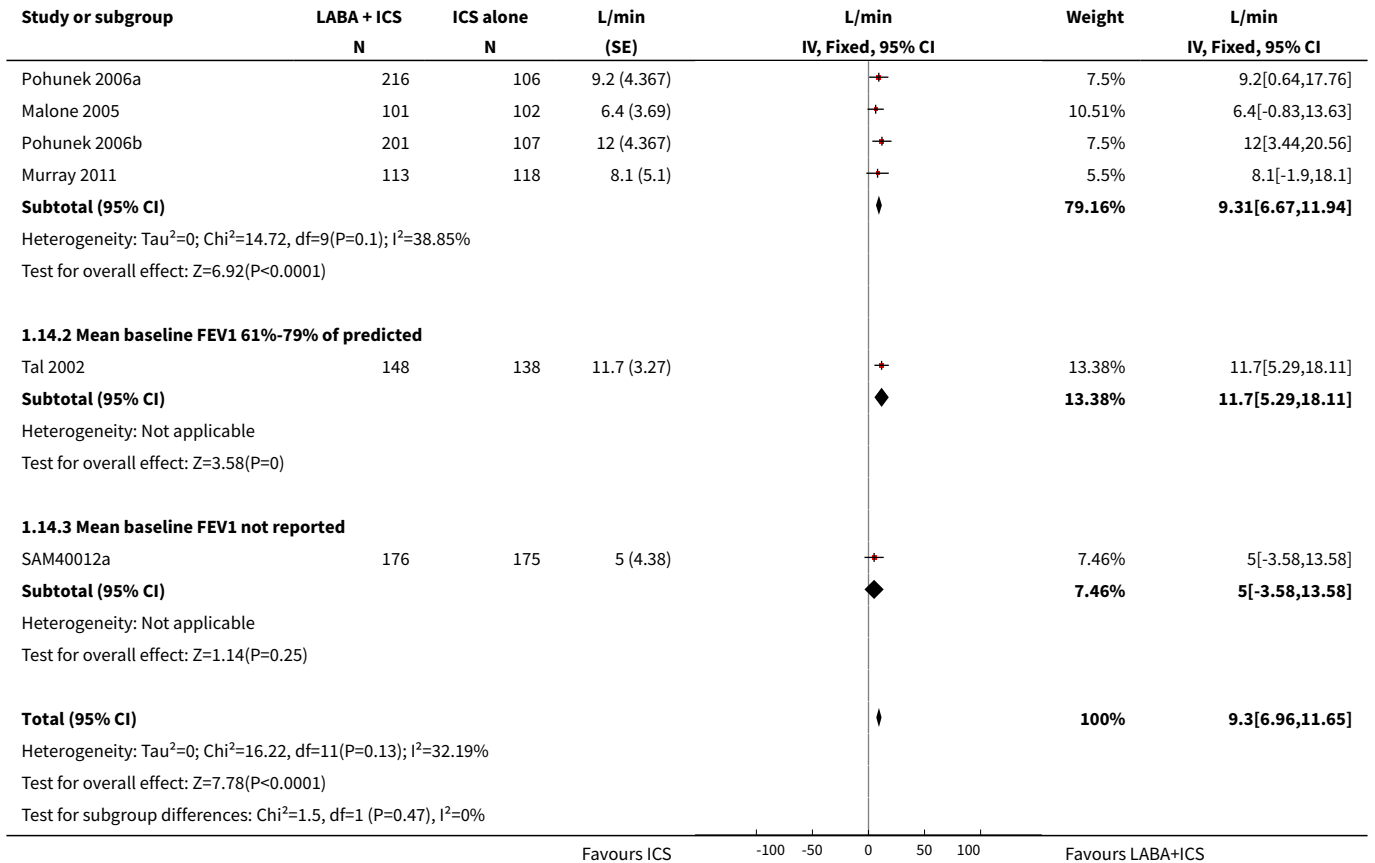 Study or subgroup LABA + ICS ICS alone L/min L/min Weight L/min
N N (SE) IV, Fixed, 95% CI IV, Fixed, 95% CI
Pohunek 2006a 216 106 9.2 (4.367) 7.5% 9.2[0.64,17.76]
Malone 2005 101 102 6.4 (3.69) 10.51% 6.4[-0.83,13.63]
Pohunek 2006b 201 107 12 (4.367) 7.5% 12[3.44,20.56]
Murray 2011 113 118 8.1 (5.1) 5.5% 8.1[-1.9,18.1]
Subtotal (95% CI) 79.16% 9.31[6.67,11.94]
Heterogeneity: Tau²=0; Chi²=14.72, df=9(P=0.1); I²=38.85%
Test for overall effect: Z=6.92(P<0.0001)
1.14.2 Mean baseline FEV1 61%-79% of predicted
Tal 2002 148 138 11.7 (3.27) 13.38% 11.7[5.29,18.11]
Subtotal (95% CI) 13.38% 11.7[5.29,18.11]
Heterogeneity: Not applicable
Test for overall effect: Z=3.58(P=0)
1.14.3 Mean baseline FEV1 not reported
SAM40012a 176 175 5 (4.38) 7.46% 5[-3.58,13.58]
Subtotal (95% CI) 7.46% 5[-3.58,13.58]
Heterogeneity: Not applicable
Test for overall effect: Z=1.14(P=0.25)
Total (95% CI) 100% 9.3[6.96,11.65]
Heterogeneity: Tau²=0; Chi²=16.22, df=11(P=0.13); I²=32.19%
Test for overall effect: Z=7.78(P<0.0001)
Test for subgroup differences: Chi²=1.5, df=1 (P=0.47), I²=0%
Favours ICS -100 -50 0 50 100 Favours LABA+ICS